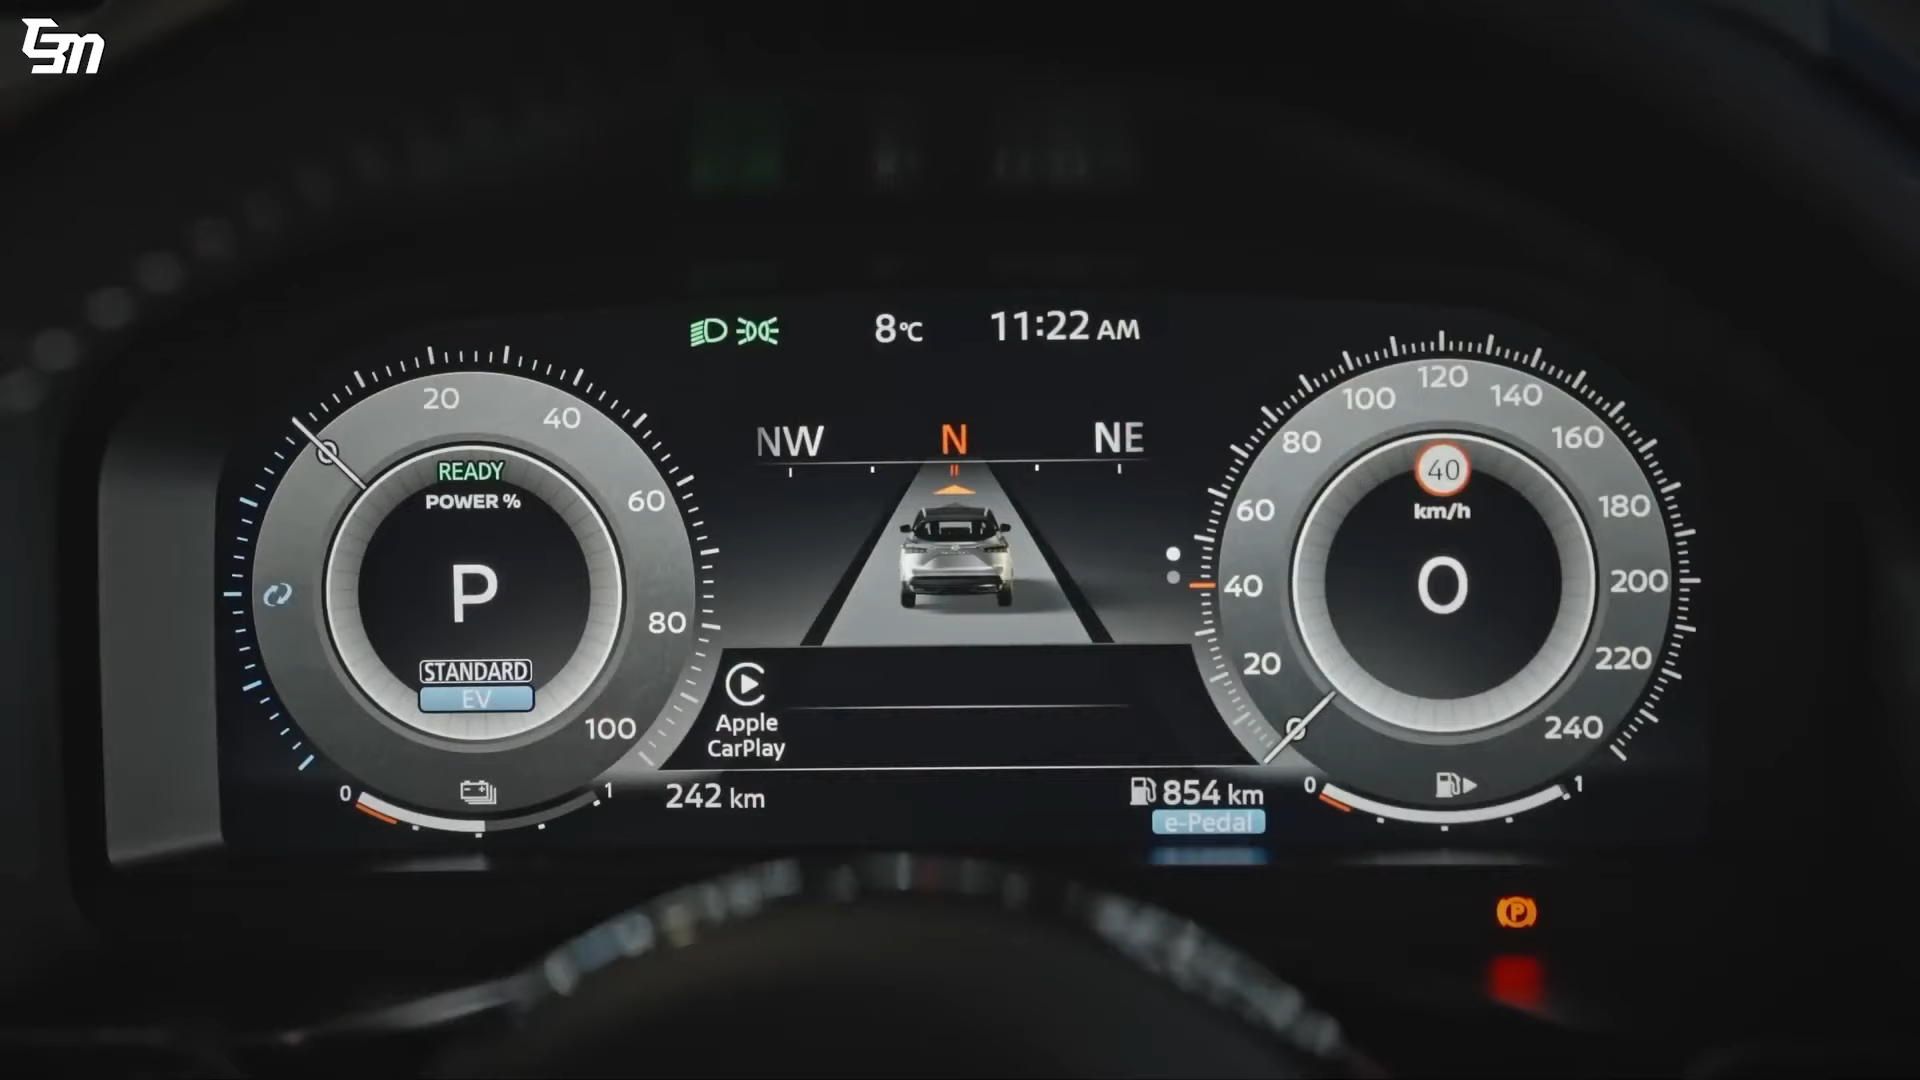 CBM
8°C 11:22 AM
NW N NE
READY
POWER %
P
STANDARD
EV
20
40
60
80
100
0 1
Apple
CarPlay
242 km
854 km
e-Pedal
40
km/h
0
20
40
60
80
100
120
140
160
180
200
220
240
0 1
P